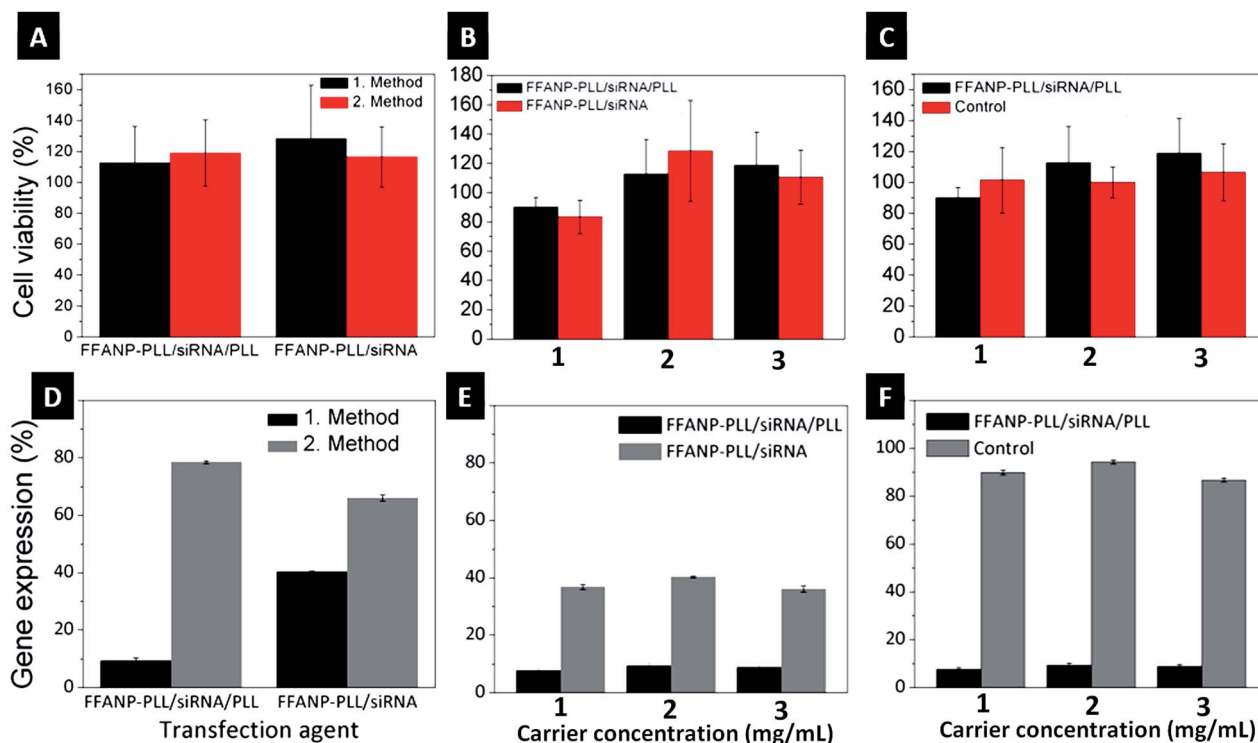 A
Cell viability (%)
160
140
120
100
80
60
40
20
0
1. Method
2. Method
FFANP-PLL/siRNA/PLL
FFANP-PLL/siRNA
B
180
160
140
120
100
80
60
40
20
0
FFANP-PLL/siRNA/PLL
FFANP-PLL/siRNA
1 2 3
C
160
140
120
100
80
60
40
20
0
FFANP-PLL/siRNA/PLL
Control
1 2 3
D
Gene expression (%)
80
60
40
20
0
1. Method
2. Method
FFANP-PLL/siRNA/PLL
FFANP-PLL/siRNA
Transfection agent
E
80
60
40
20
0
FFANP-PLL/siRNA/PLL
FFANP-PLL/siRNA
1 2 3
Carrier concentration (mg/mL)
F
100
80
60
40
20
0
FFANP-PLL/siRNA/PLL
Control
1 2 3
Carrier concentration (mg/mL)